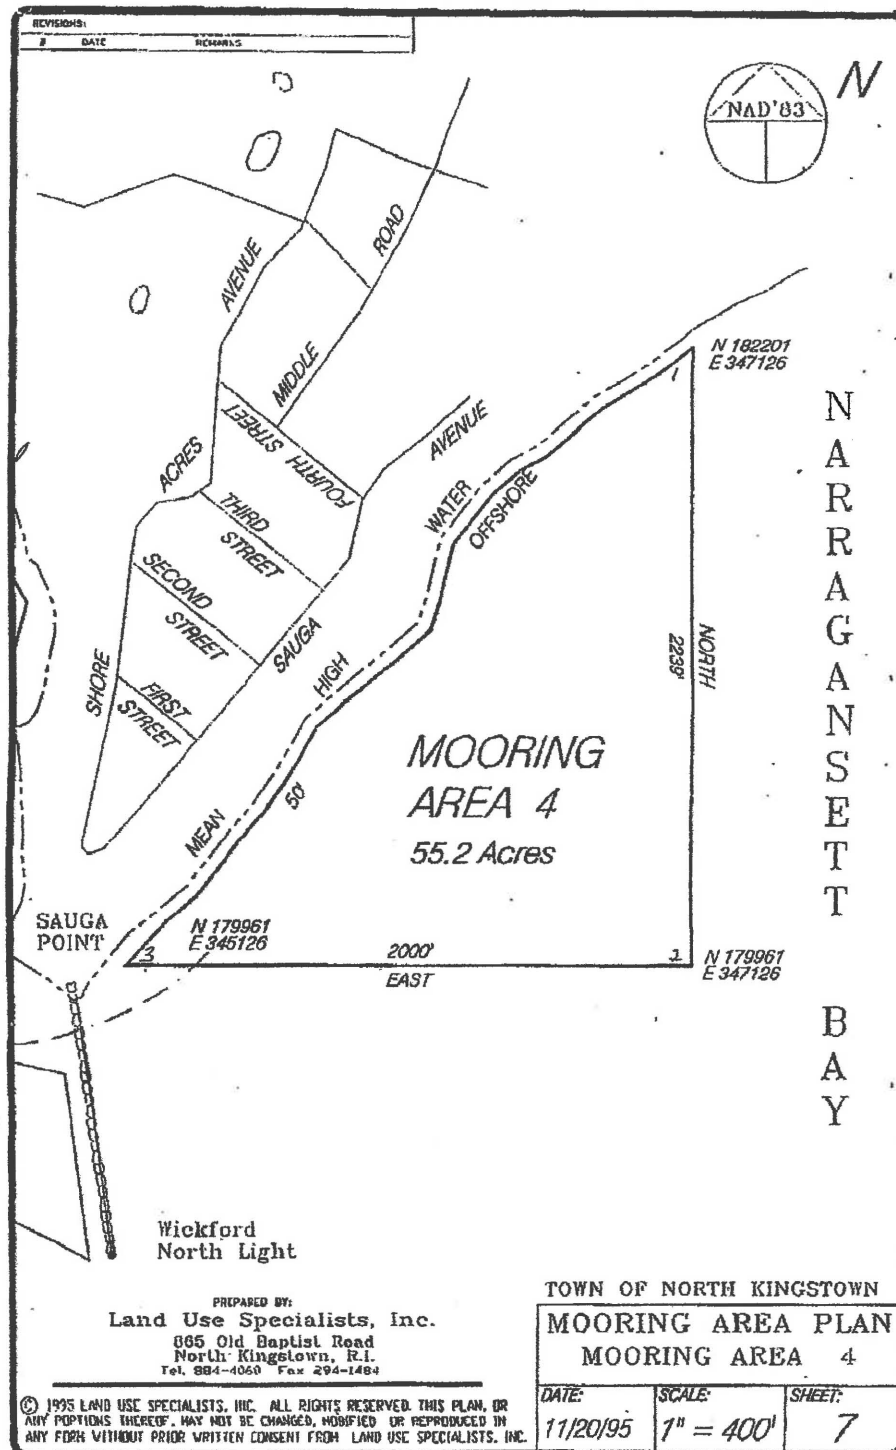 REVISIONS:
# DATE REMARKS
N
NAD'83
AVENUE
ROAD
MIDDLE
N 182201
E 347126
1
FOURTH STREET
AVENUE
ACRES
THIRD
STREET
WATER
OFFSHORE
SECOND
STREET
SAUGA
HIGH
SHORE
FIRST
STREET
NORTH
2239'
NARRAGANSETT
BAY
MOORING
AREA 4
55.2 Acres
50'
MEAN
SAUGA
POINT
N 179961
E 345126
3
2000'
EAST
2
N 179961
E 347126
Wickford
North Light
PREPARED BY:
Land Use Specialists, Inc.
865 Old Baptist Road
North Kingstown, R.I.
Tel. 884-4060 Fax 294-1484
© 1995 LAND USE SPECIALISTS, INC. ALL RIGHTS RESERVED. THIS PLAN, OR
ANY PORTIONS THEREOF, MAY NOT BE CHANGED, MODIFIED OR REPRODUCED IN
ANY FORM WITHOUT PRIOR WRITTEN CONSENT FROM LAND USE SPECIALISTS, INC.
TOWN OF NORTH KINGSTOWN
MOORING AREA PLAN
MOORING AREA 4
DATE: SCALE: SHEET:
11/20/95 1" = 400' 7